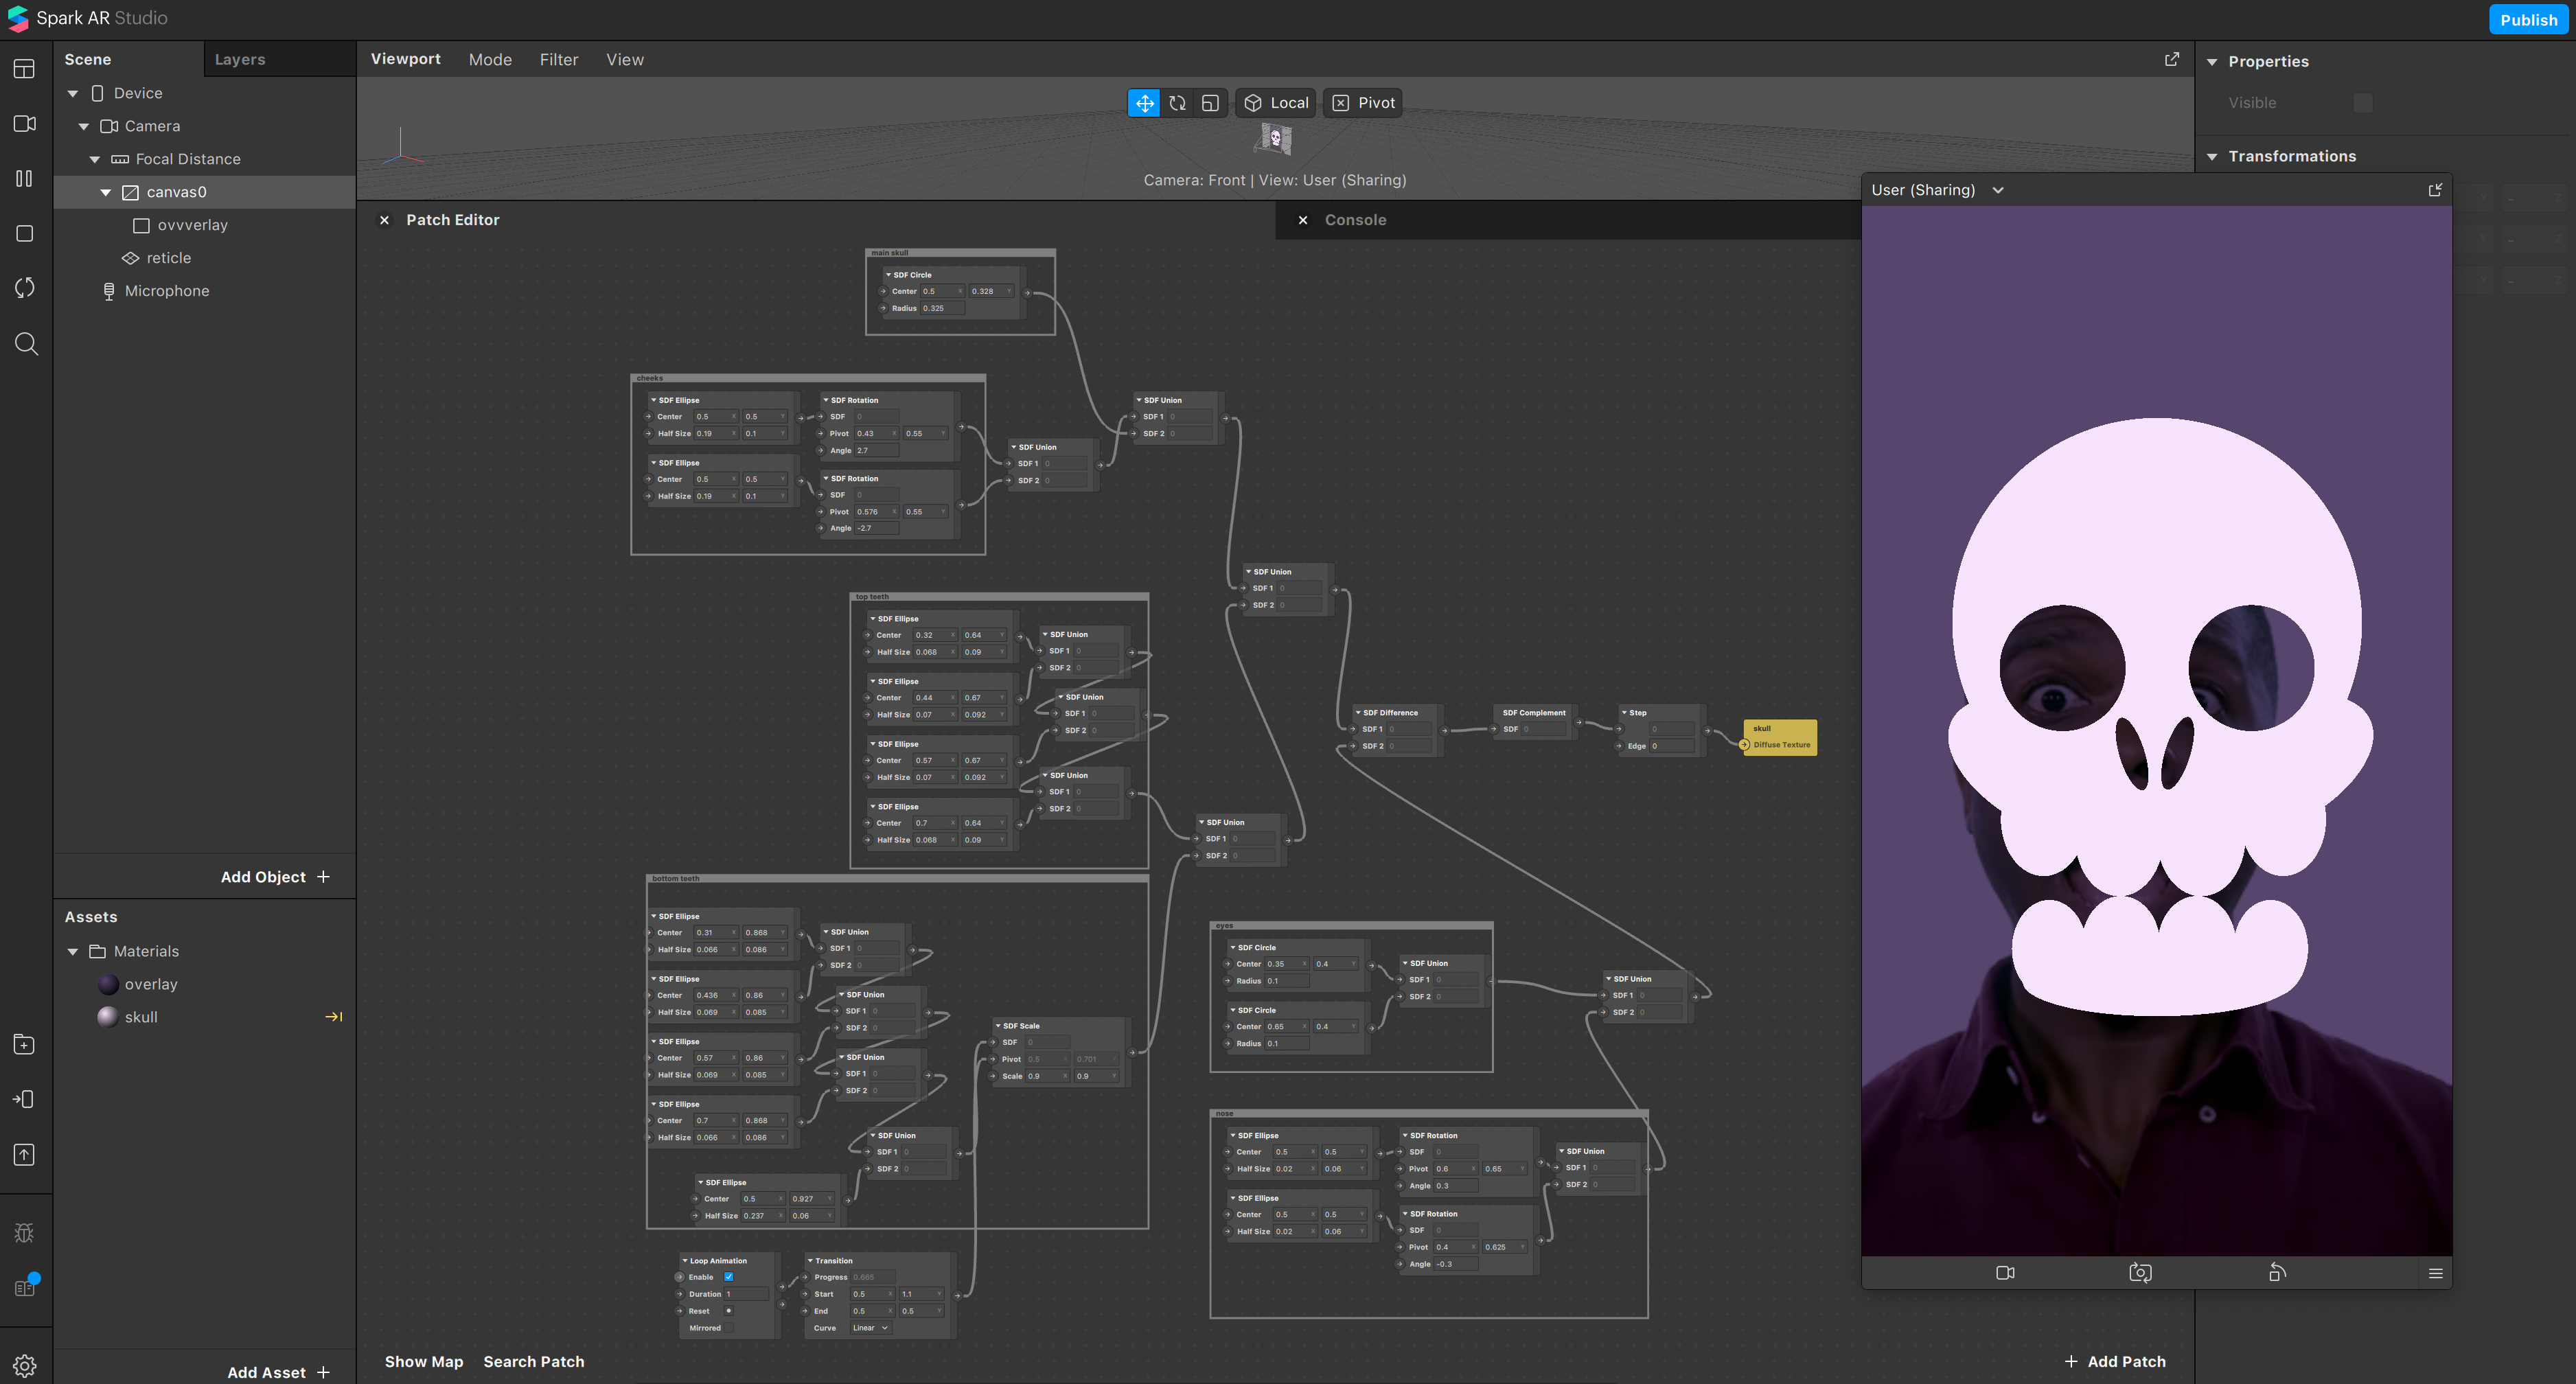 Spark AR Studio
Publish
Scene
Layers
Device
Camera
Focal Distance
canvas0
ovvverlay
reticle
Microphone
Add Object +
Assets
Materials
overlay
skull
Add Asset +
Viewport Mode Filter View
Local
Pivot
Camera: Front | View: User (Sharing)
Patch Editor
Console
main skull
SDF Circle
Center 0.5 X 0.328 Y
Radius 0.325
cheeks
SDF Ellipse
Center 0.5 X 0.5 Y
Half Size 0.19 X 0.1 Y
SDF Rotation
SDF 0
Pivot 0.43 X 0.55 Y
Angle 2.7
SDF Ellipse
Center 0.5 X 0.5 Y
Half Size 0.19 X 0.1 Y
SDF Rotation
SDF 0
Pivot 0.576 X 0.55 Y
Angle -2.7
SDF Union
SDF 1 0
SDF 2 0
SDF Union
SDF 1 0
SDF 2 0
SDF Union
SDF 1 0
SDF 2 0
top teeth
SDF Ellipse
Center 0.32 X 0.64 Y
Half Size 0.068 X 0.09 Y
SDF Ellipse
Center 0.44 X 0.67 Y
Half Size 0.07 X 0.092 Y
SDF Ellipse
Center 0.57 X 0.67 Y
Half Size 0.07 X 0.092 Y
SDF Ellipse
Center 0.7 X 0.64 Y
Half Size 0.068 X 0.09 Y
SDF Union
SDF 1 0
SDF 2 0
SDF Union
SDF 1 0
SDF 2 0
SDF Union
SDF 1 0
SDF 2 0
SDF Union
SDF 1 0
SDF 2 0
SDF Difference
SDF 1 0
SDF 2 0
SDF Complement
SDF 0
Step
0
Edge 0
skull
Diffuse Texture
bottom teeth
SDF Ellipse
Center 0.31 X 0.868 Y
Half Size 0.066 X 0.086 Y
SDF Ellipse
Center 0.436 X 0.86 Y
Half Size 0.069 X 0.085 Y
SDF Ellipse
Center 0.57 X 0.86 Y
Half Size 0.069 X 0.085 Y
SDF Ellipse
Center 0.7 X 0.868 Y
Half Size 0.066 X 0.086 Y
SDF Union
SDF 1 0
SDF 2 0
SDF Union
SDF 1 0
SDF 2 0
SDF Union
SDF 1 0
SDF 2 0
SDF Union
SDF 1 0
SDF 2 0
SDF Ellipse
Center 0.5 X 0.927 Y
Half Size 0.237 X 0.06 Y
SDF Scale
SDF 0
Pivot 0.5 X 0.701 Y
Scale 0.9 X 0.9 Y
Loop Animation
Enable
Duration 1
Reset
Mirrored
Transition
Progress 0.665
Start 0.5 X 1.1 Y
End 0.5 X 0.5 Y
Curve Linear
eyes
SDF Circle
Center 0.35 X 0.4 Y
Radius 0.1
SDF Circle
Center 0.65 X 0.4 Y
Radius 0.1
SDF Union
SDF 1 0
SDF 2 0
SDF Union
SDF 1 0
SDF 2 0
nose
SDF Ellipse
Center 0.5 X 0.5 Y
Half Size 0.02 X 0.06 Y
SDF Ellipse
Center 0.5 X 0.5 Y
Half Size 0.02 X 0.06 Y
SDF Rotation
SDF 0
Pivot 0.6 X 0.65 Y
Angle 0.3
SDF Rotation
SDF 0
Pivot 0.4 X 0.625 Y
Angle -0.3
SDF Union
SDF 1 0
SDF 2 0
Show Map Search Patch
+ Add Patch
Properties
Visible
Transformations
User (Sharing)